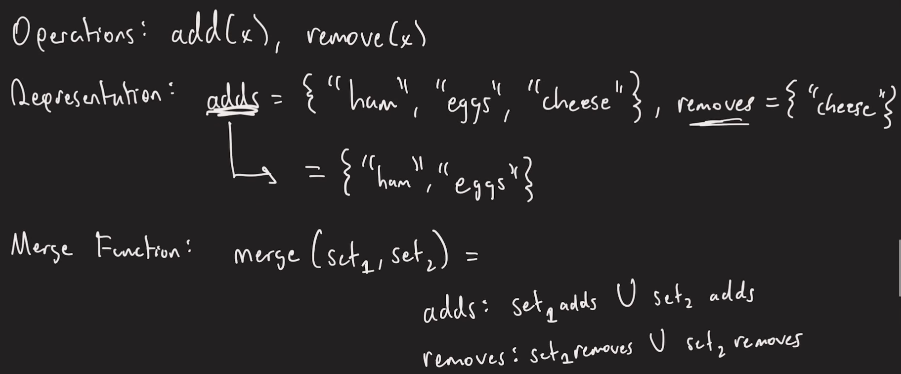 Operations: add(x), remove(x)
Representation: adds = {"ham", "eggs", "cheese"}, removes = {"cheese"}
= {"ham", "eggs"}
Merge Function: merge(set1, set2) =
adds: set1 adds ∪ set2 adds
removes: set1 removes ∪ set2 removes